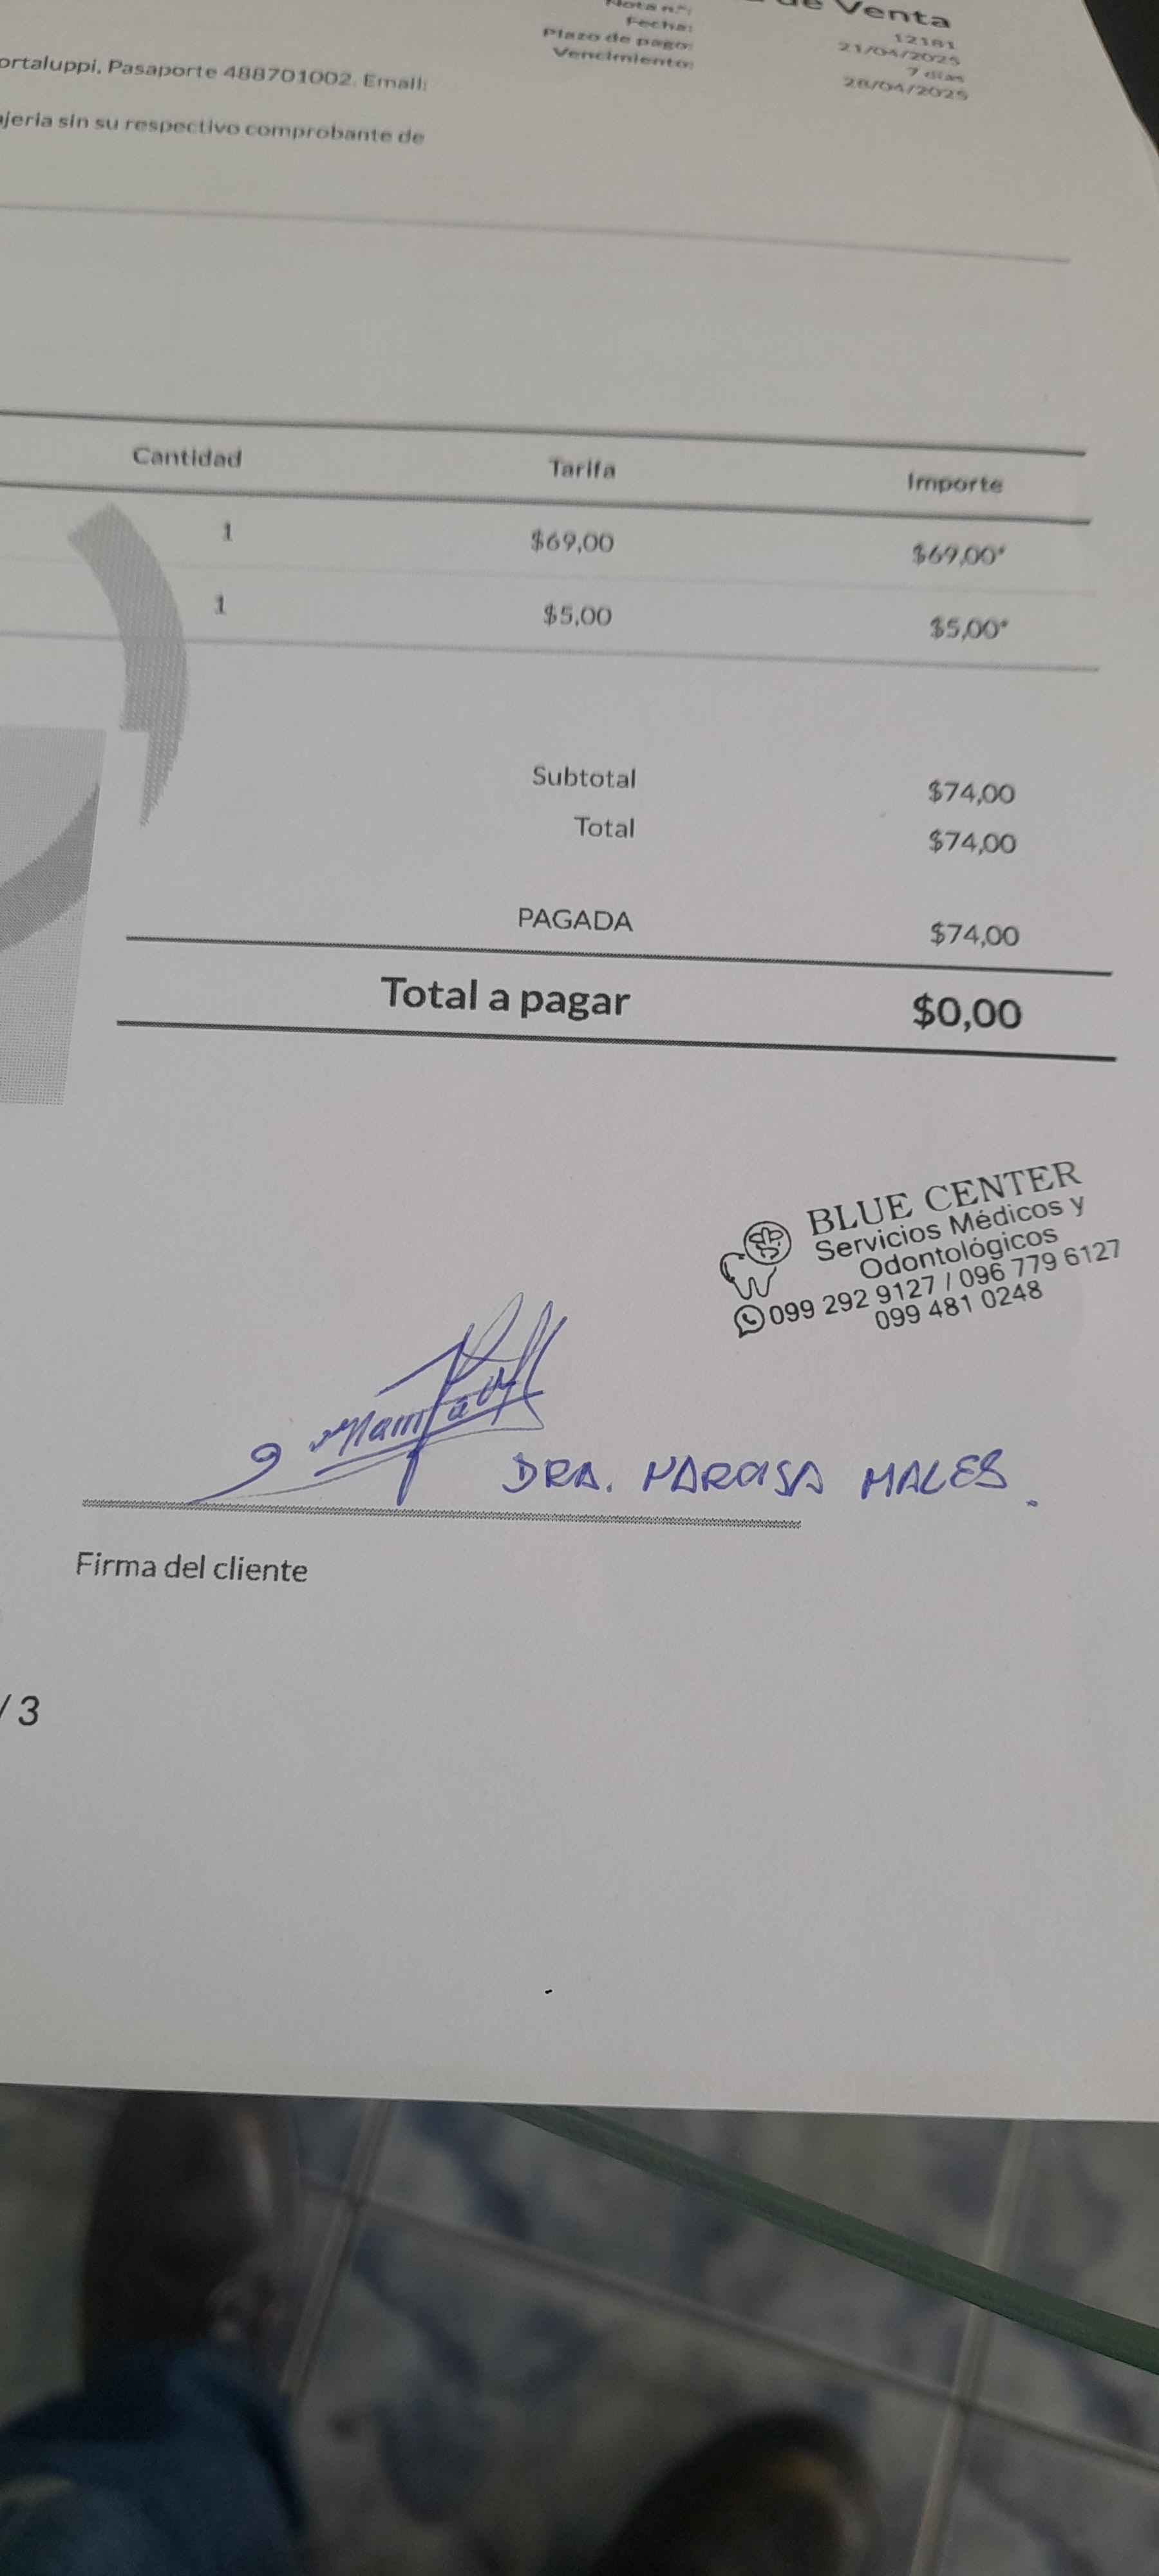 de Venta
Nota n.°: 12181
Fecha: 21/04/2025
Plazo de pago: 7 días
Vencimiento: 28/04/2025
ortaluppi, Pasaporte 488701002. Email:
jería sin su respectivo comprobante de
Cantidad Tarifa Importe
1 $69,00 $69,00*
1 $5,00 $5,00*
Subtotal $74,00
Total $74,00
PAGADA $74,00
Total a pagar $0,00
BLUE CENTER
Servicios Médicos y
Odontológicos
099 292 9127 / 096 779 6127
099 481 0248
DRA. NARCISA MALES.
Firma del cliente
/ 3